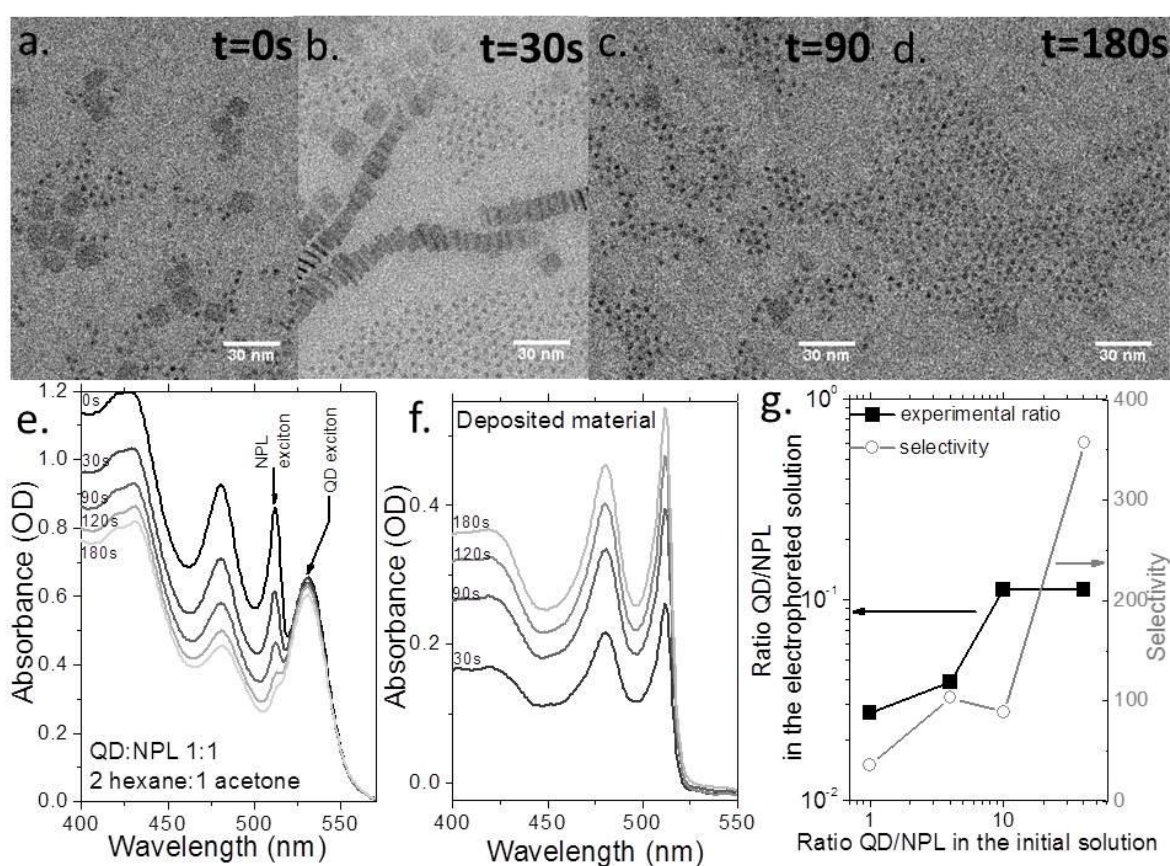 a. t=0s b. t=30s c. t=90 d. t=180s
30 nm 30 nm 30 nm 30 nm
e.
1.2
1.0
0.8
0.6
0.4
0.2
0.0
Absorbance (OD)
0s
30s
90s
120s
180s
NPL
exciton
QD exciton
QD:NPL 1:1
2 hexane:1 acetone
400 450 500 550
Wavelength (nm)
f.
Deposited material
0.4
0.2
0.0
Absorbance (OD)
180s
120s
90s
30s
400 450 500 550
Wavelength (nm)
g.
10⁰
10⁻¹
10⁻²
Ratio QD/NPL
in the electrophoreted solution
experimental ratio
selectivity
400
300
200
100
0
Selectivity
1 10
Ratio QD/NPL in the initial solution